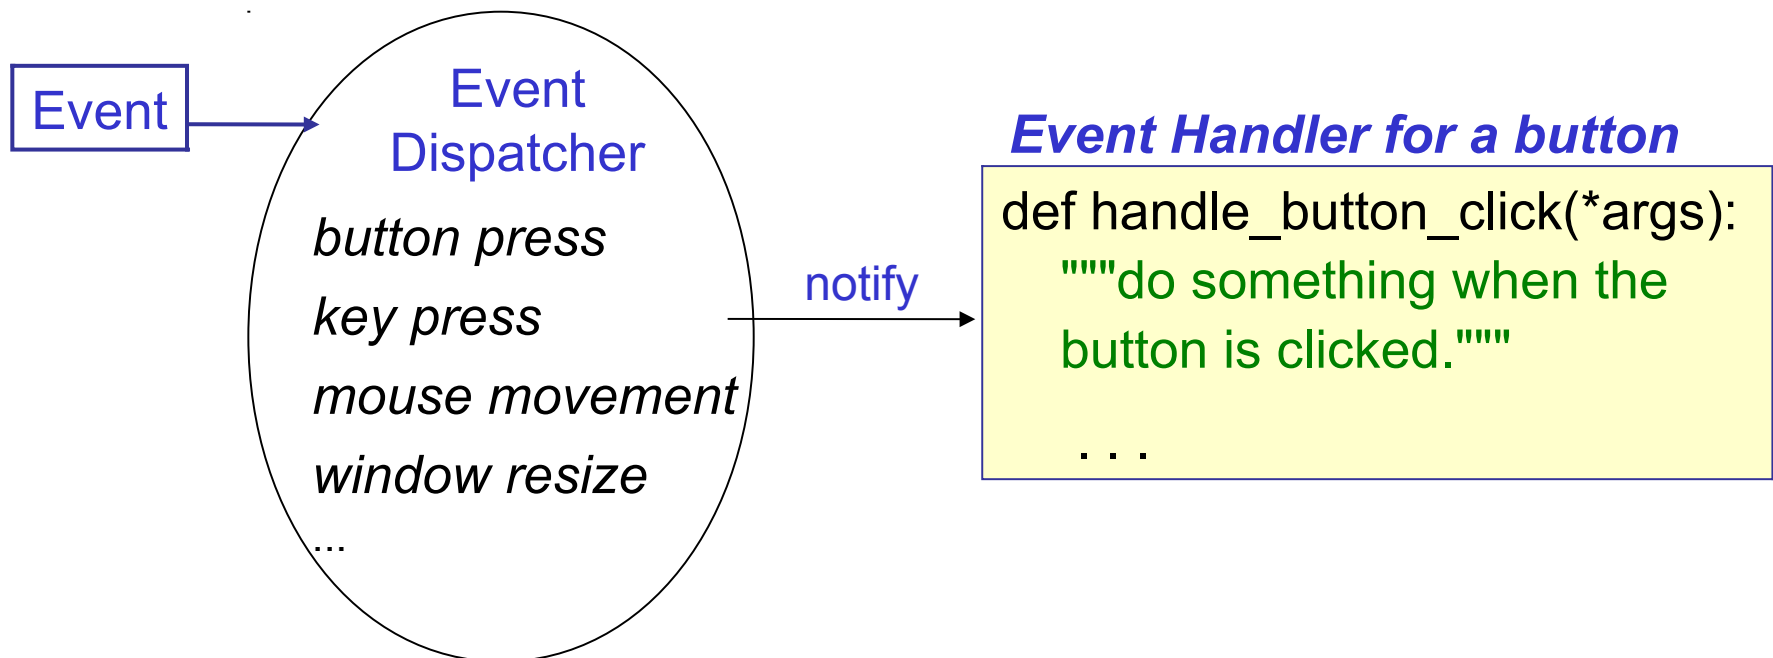 Event
Event
Dispatcher
button press
key press
mouse movement
window resize
...
notify
Event Handler for a button
def handle_button_click(*args):
"""do something when the
button is clicked."""
. . .